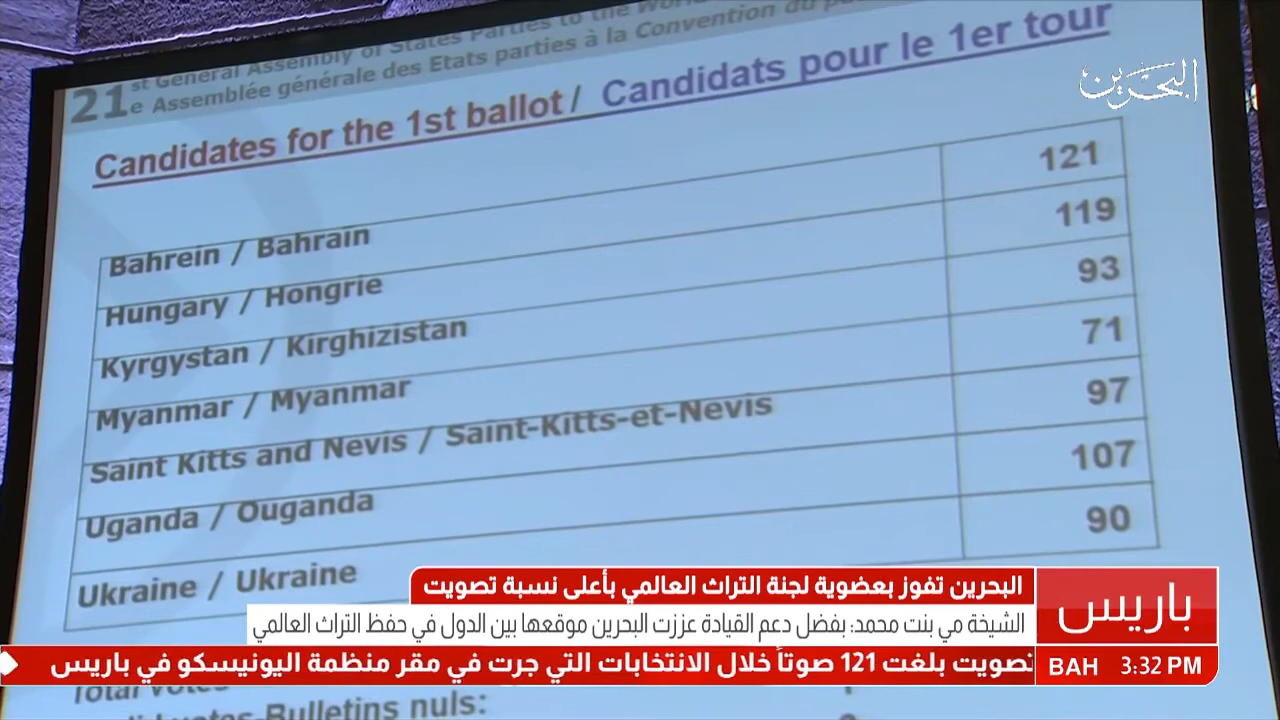 21st General Assembly of States Parties to the World
e Assemblée générale des Etats parties à la Convention du
Candidates for the 1st ballot / Candidats pour le 1er tour
البحرين
Bahrein / Bahrain 121
Hungary / Hongrie 119
Kyrgystan / Kirghizistan 93
Myanmar / Myanmar 71
Saint Kitts and Nevis / Saint-Kitts-et-Nevis 97
Uganda / Ouganda 107
Ukraine / Ukraine 90
البحرين تفوز بعضوية لجنة التراث العالمي بأعلى نسبة تصويت
باريس
الشيخة مي بنت محمد: بفضل دعم القيادة عززت البحرين موقعها بين الدول في حفظ التراث العالمي
تصويت بلغت 121 صوتاً خلال الانتخابات التي جرت في مقر منظمة اليونيسكو في باريس
BAH 3:32 PM
Total
Bulletins nuls: